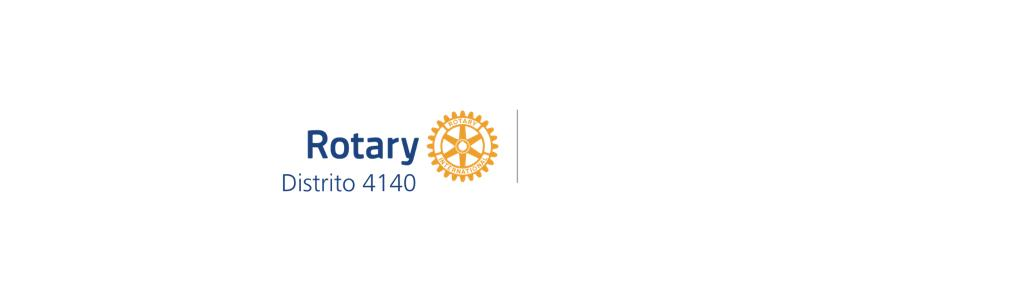 Rotary
Distrito 4140
ROTARY
INTERNATIONAL